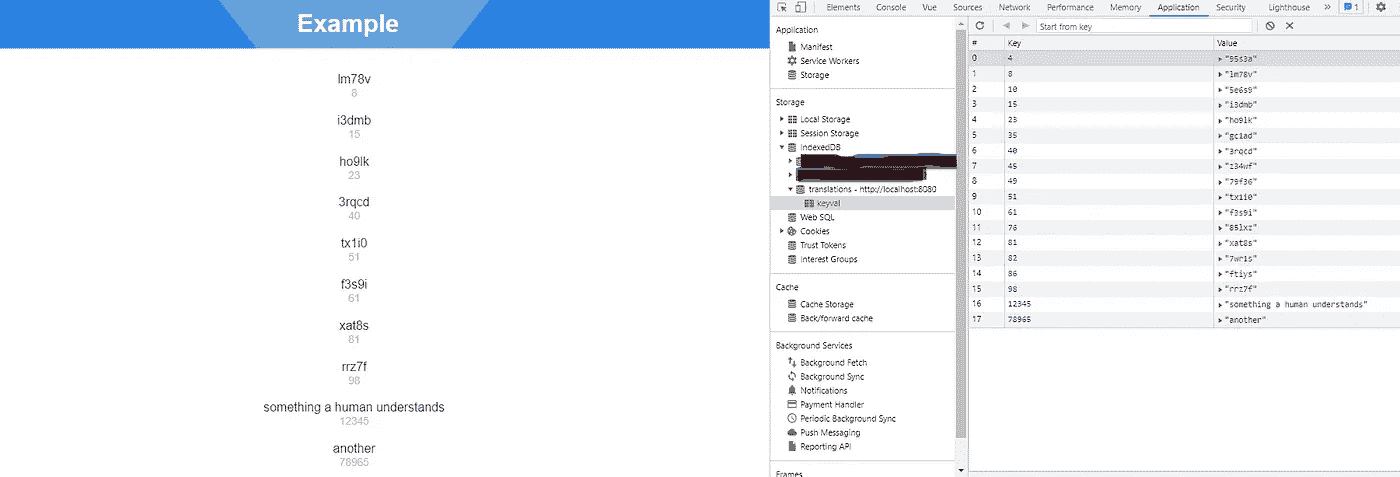 Example
lm78v
8
i3dmb
15
ho9lk
23
3rqcd
40
tx1i0
51
f3s9i
61
xat8s
81
rrz7f
98
something a human understands
12345
another
78965
Elements Console Vue Sources Network Performance Memory Application Security Lighthouse » 1
Application
Manifest
Service Workers
Storage
Storage
Local Storage
Session Storage
IndexedDB
translations - http://localhost:8080
keyval
Web SQL
Cookies
Trust Tokens
Interest Groups
Cache
Cache Storage
Back/forward cache
Background Services
Background Fetch
Background Sync
Notifications
Payment Handler
Periodic Background Sync
Push Messaging
Reporting API
Frames
Start from key
# Key Value
0 4 "95s3a"
1 8 "lm78v"
2 10 "5e6s9"
3 15 "i3dmb"
4 23 "ho9lk"
5 35 "gc1ad"
6 40 "3rqcd"
7 45 "z34wf"
8 49 "79f36"
9 51 "tx1i0"
10 61 "f3s9i"
11 76 "85lxz"
12 81 "xat8s"
13 82 "7wr1s"
14 86 "ftiys"
15 98 "rrz7f"
16 12345 "something a human understands"
17 78965 "another"